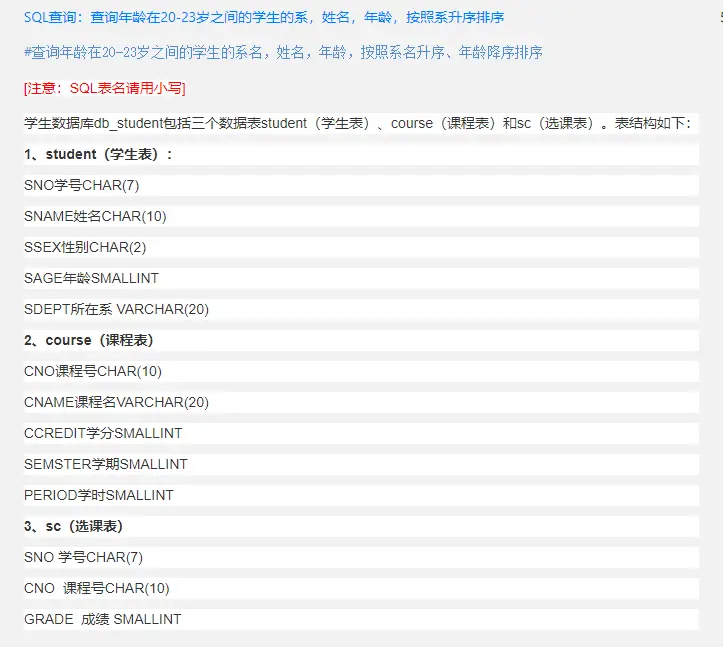 SQL查询：查询年龄在20-23岁之间的学生的系，姓名，年龄，按照系升序排序
#查询年龄在20-23岁之间的学生的系名，姓名，年龄，按照系名升序、年龄降序排序
[注意：SQL表名请用小写]
学生数据库db_student包括三个数据表student（学生表）、course（课程表）和sc（选课表）。表结构如下：
1、student（学生表）：
SNO学号CHAR(7)
SNAME姓名CHAR(10)
SSEX性别CHAR(2)
SAGE年龄SMALLINT
SDEPT所在系 VARCHAR(20)
2、course（课程表）
CNO课程号CHAR(10)
CNAME课程名VARCHAR(20)
CCREDIT学分SMALLINT
SEMSTER学期SMALLINT
PERIOD学时SMALLINT
3、sc（选课表）
SNO 学号CHAR(7)
CNO  课程号CHAR(10)
GRADE  成绩 SMALLINT